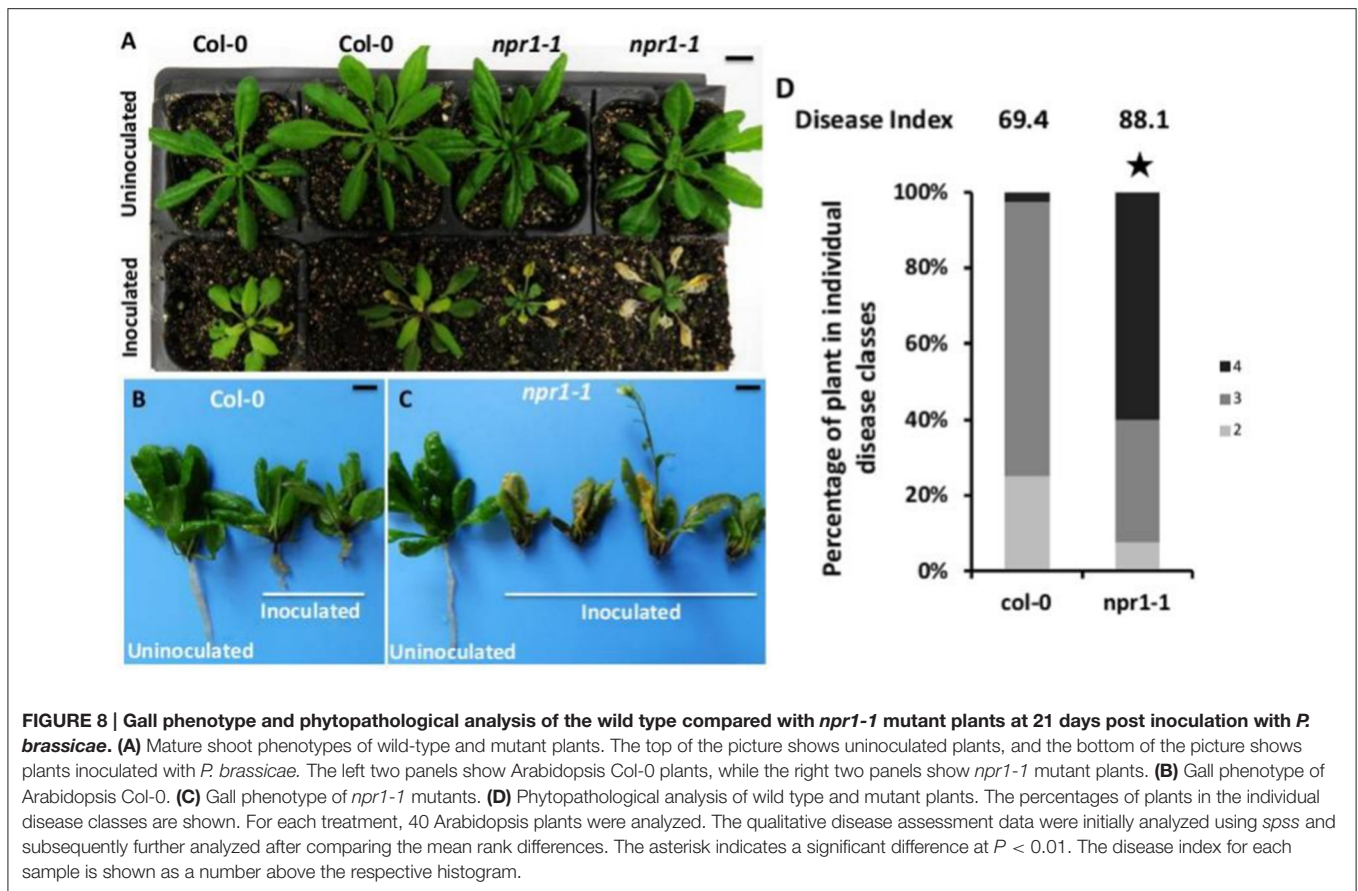 A
Col-0 Col-0 npr1-1 npr1-1
Uninoculated
Inoculated
B
Col-0
Inoculated
Uninoculated
C
npr1-1
Inoculated
Uninoculated
D
Disease Index 69.4 88.1
★
Percentage of plant in individual
disease classes
100%
80%
60%
40%
20%
0%
col-0 npr1-1
4
3
2
FIGURE 8 | Gall phenotype and phytopathological analysis of the wild type compared with npr1-1 mutant plants at 21 days post inoculation with P.
brassicae. (A) Mature shoot phenotypes of wild-type and mutant plants. The top of the picture shows uninoculated plants, and the bottom of the picture shows
plants inoculated with P. brassicae. The left two panels show Arabidopsis Col-0 plants, while the right two panels show npr1-1 mutant plants. (B) Gall phenotype of
Arabidopsis Col-0. (C) Gall phenotype of npr1-1 mutants. (D) Phytopathological analysis of wild type and mutant plants. The percentages of plants in the individual
disease classes are shown. For each treatment, 40 Arabidopsis plants were analyzed. The qualitative disease assessment data were initially analyzed using spss and
subsequently further analyzed after comparing the mean rank differences. The asterisk indicates a significant difference at P < 0.01. The disease index for each
sample is shown as a number above the respective histogram.